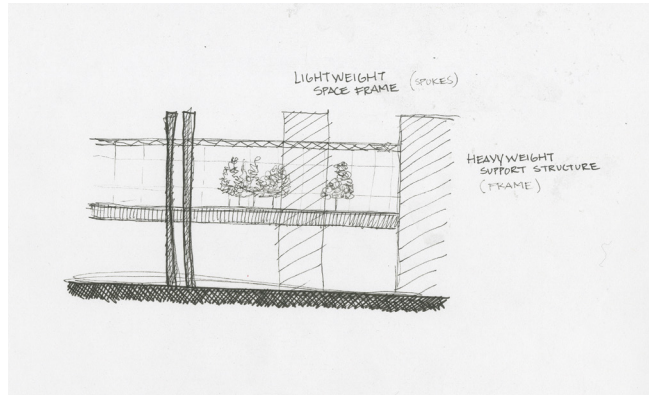 LIGHTWEIGHT (SPOKES)
SPACE FRAME
HEAVYWEIGHT
SUPPORT STRUCTURE
(FRAME)